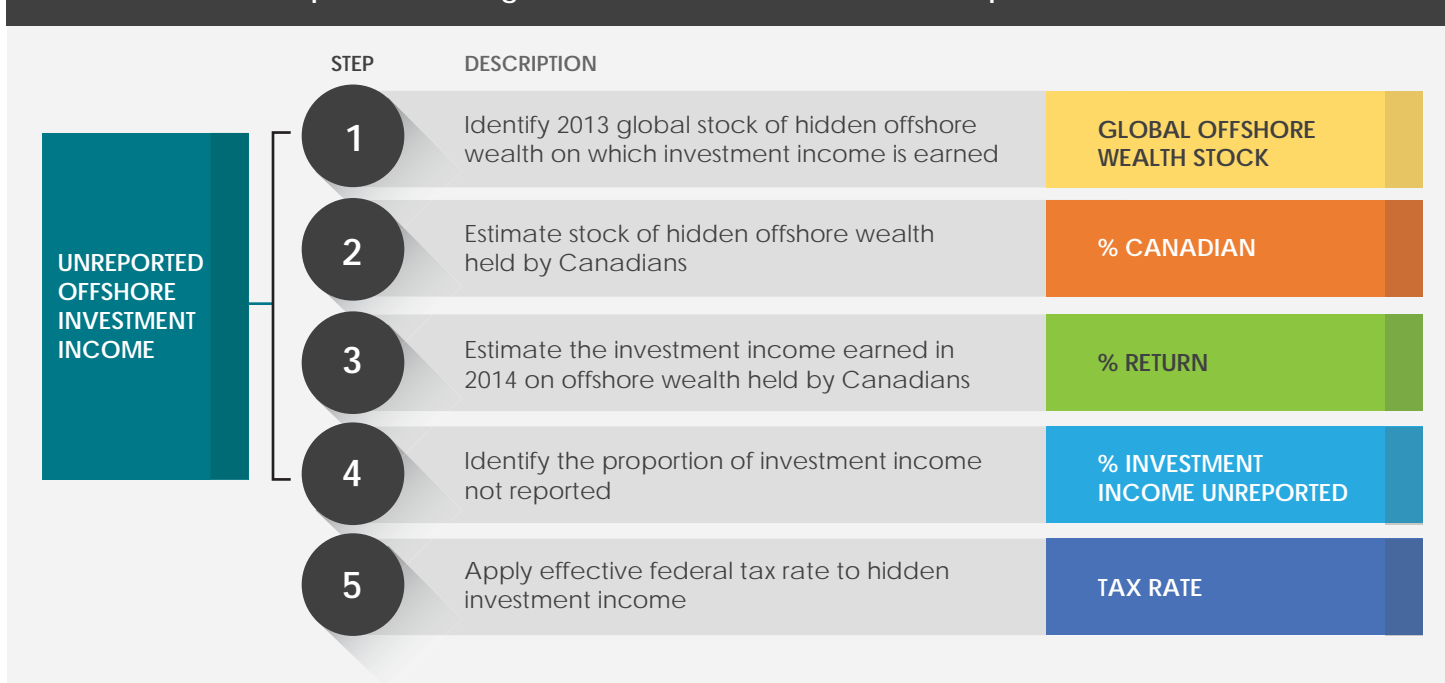 STEP DESCRIPTION
1 Identify 2013 global stock of hidden offshore
wealth on which investment income is earned
GLOBAL OFFSHORE
WEALTH STOCK
2 Estimate stock of hidden offshore wealth
held by Canadians
% CANADIAN
UNREPORTED
OFFSHORE
INVESTMENT
INCOME
3 Estimate the investment income earned in
2014 on offshore wealth held by Canadians
% RETURN
4 Identify the proportion of investment income
not reported
% INVESTMENT
INCOME UNREPORTED
5 Apply effective federal tax rate to hidden
investment income
TAX RATE